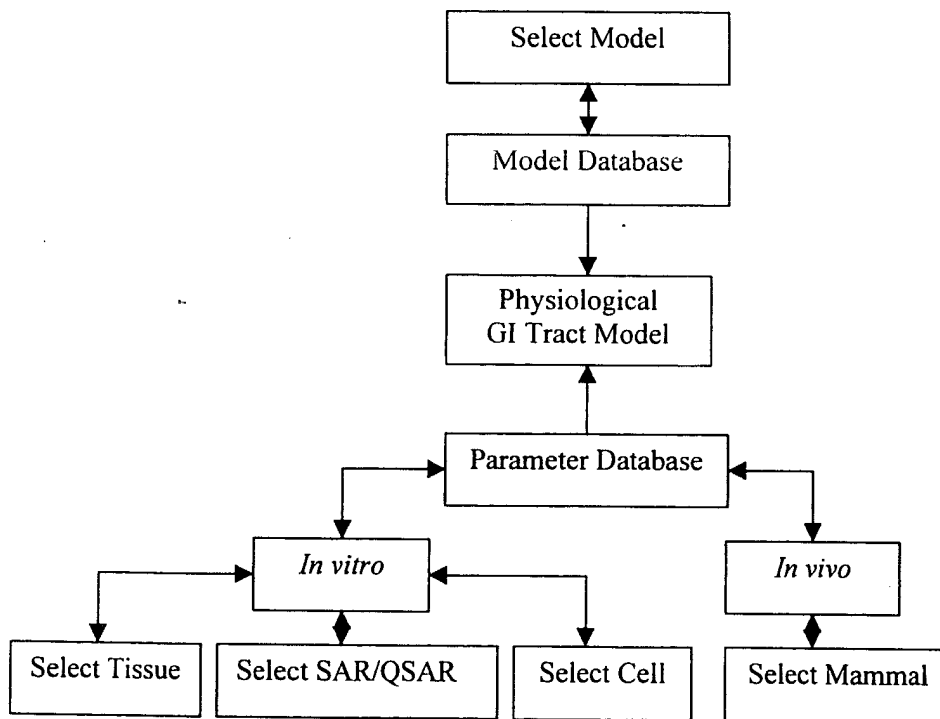 Select Model
Model Database
Physiological
GI Tract Model
Parameter Database
In vitro
In vivo
Select Tissue
Select SAR/QSAR
Select Cell
Select Mammal